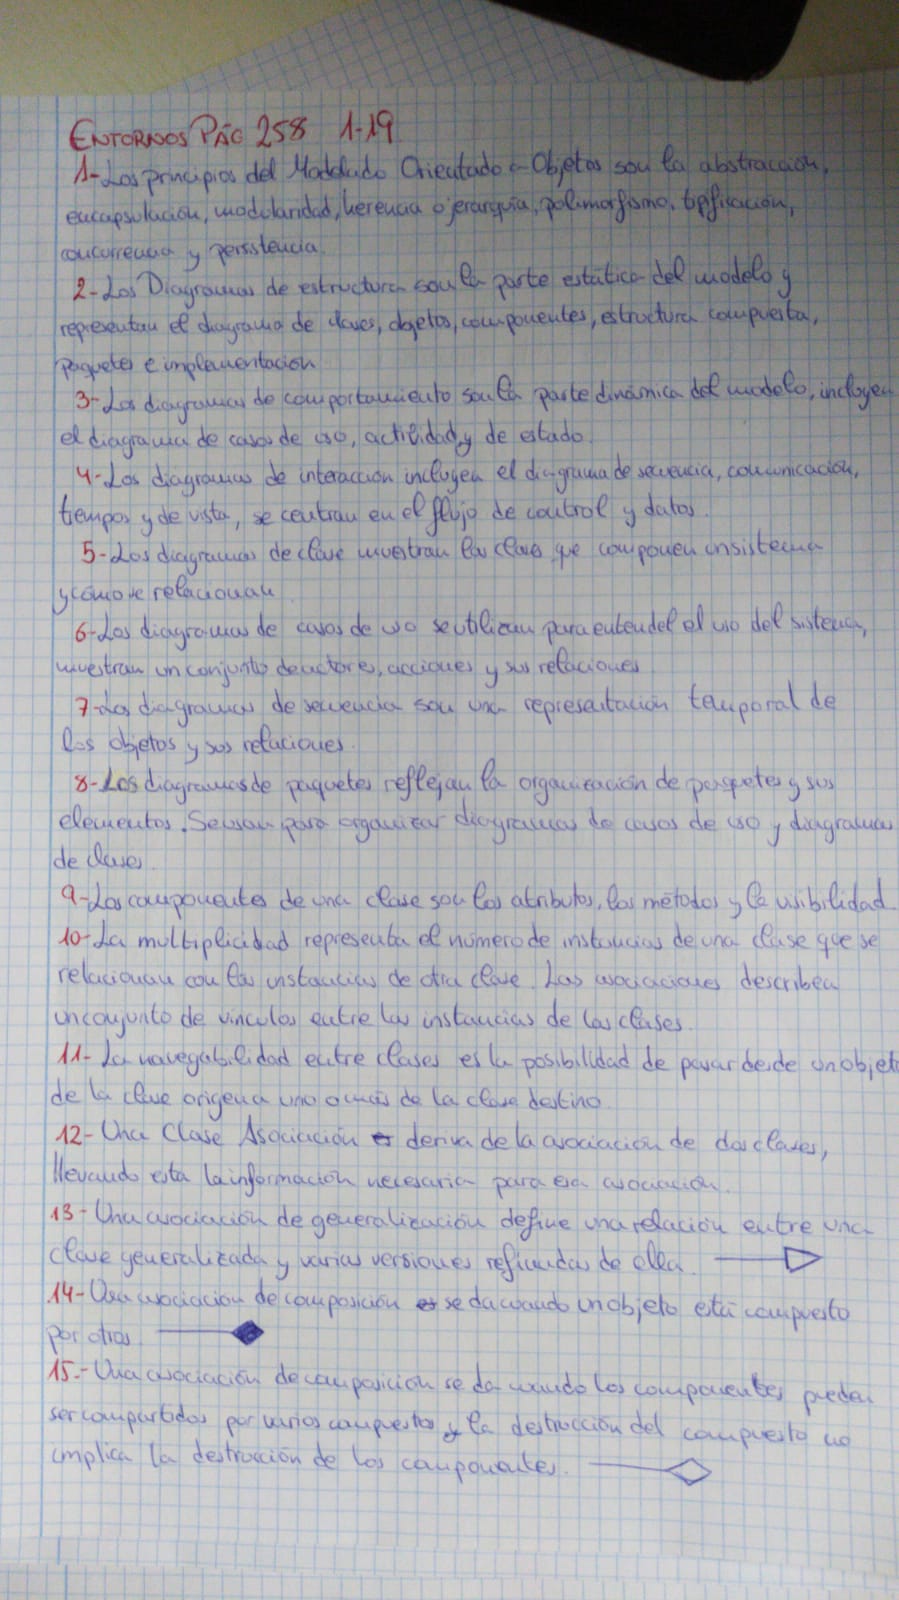 ENTORNOS PÁG 258 1-19
1- Los principios del Modelado Orientado a Objetos son la abstracción,
encapsulación, modularidad, herencia o jerarquía, polimorfismo, tipificación,
concurrencia y persistencia.
2- Los Diagramas de estructura son la parte estática del modelo y
representan el diagrama de clases, objetos, componentes, estructura compuesta,
paquetes e implementación
3- Los diagramas de comportamiento son la parte dinámica del modelo, incluyen
el diagrama de casos de uso, actividad y de estado.
4- Los diagramas de interacción incluyen el diagrama de secuencia, comunicación,
tiempos y de vista, se centran en el flujo de control y datos.
5- Los diagramas de clase muestran las clases que componen un sistema
y cómo se relacionan
6- Los diagramas de casos de uso se utilizan para entender el uso del sistema,
muestran un conjunto de actores, acciones y sus relaciones
7- Los diagramas de secuencia son una representación temporal de
los objetos y sus relaciones.
8- Los diagramas de paquetes reflejan la organización de paquetes y sus
elementos. Se usan para organizar diagramas de casos de uso y diagramas
de clases.
9- Los componentes de una clase son los atributos, los métodos y la visibilidad
10- La multiplicidad representa el número de instancias de una clase que se
relacionan con las instancias de otra clase. Las asociaciones describen
un conjunto de vínculos entre las instancias de las clases.
11- La navegabilidad entre clases es la posibilidad de pasar desde un objet
de la clase origen a uno o más de la clase destino
12- Una Clase Asociación deriva de la asociación de dos clases,
llevando esta la información necesaria para esa asociación.
13- Una asociación de generalización define una relación entre una
clase generalizada y varias versiones refinadas de ella.
14- Una asociación de composición se da cuando un objeto está compuesto
por otros
15.- Una asociación de composición se da cuando los componentes pueden
ser compartidos por varios compuestos y la destrucción del compuesto no
implica la destrucción de los componentes.